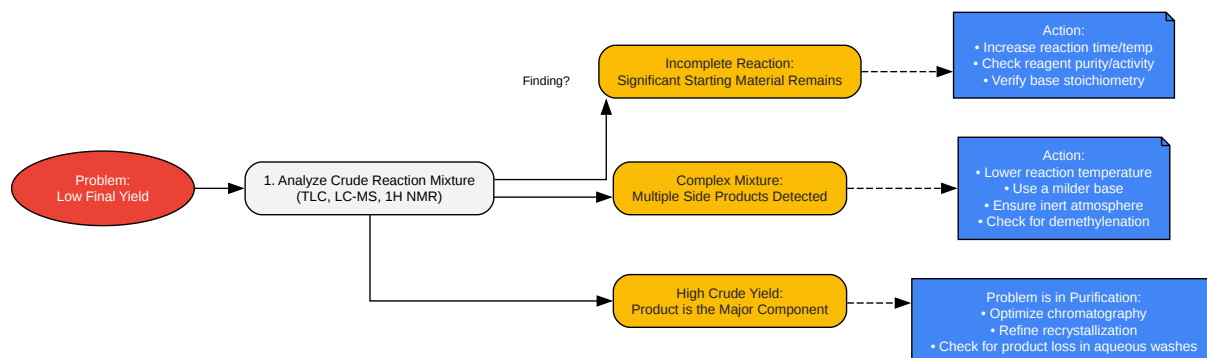 Problem:
Low Final Yield
1. Analyze Crude Reaction Mixture
(TLC, LC-MS, 1H NMR)
Finding?
Incomplete Reaction:
Significant Starting Material Remains
Action:
• Increase reaction time/temp
• Check reagent purity/activity
• Verify base stoichiometry
Complex Mixture:
Multiple Side Products Detected
Action:
• Lower reaction temperature
• Use a milder base
• Ensure inert atmosphere
• Check for demethylenation
High Crude Yield:
Product is the Major Component
Problem is in Purification:
• Optimize chromatography
• Refine recrystallization
• Check for product loss in aqueous washes